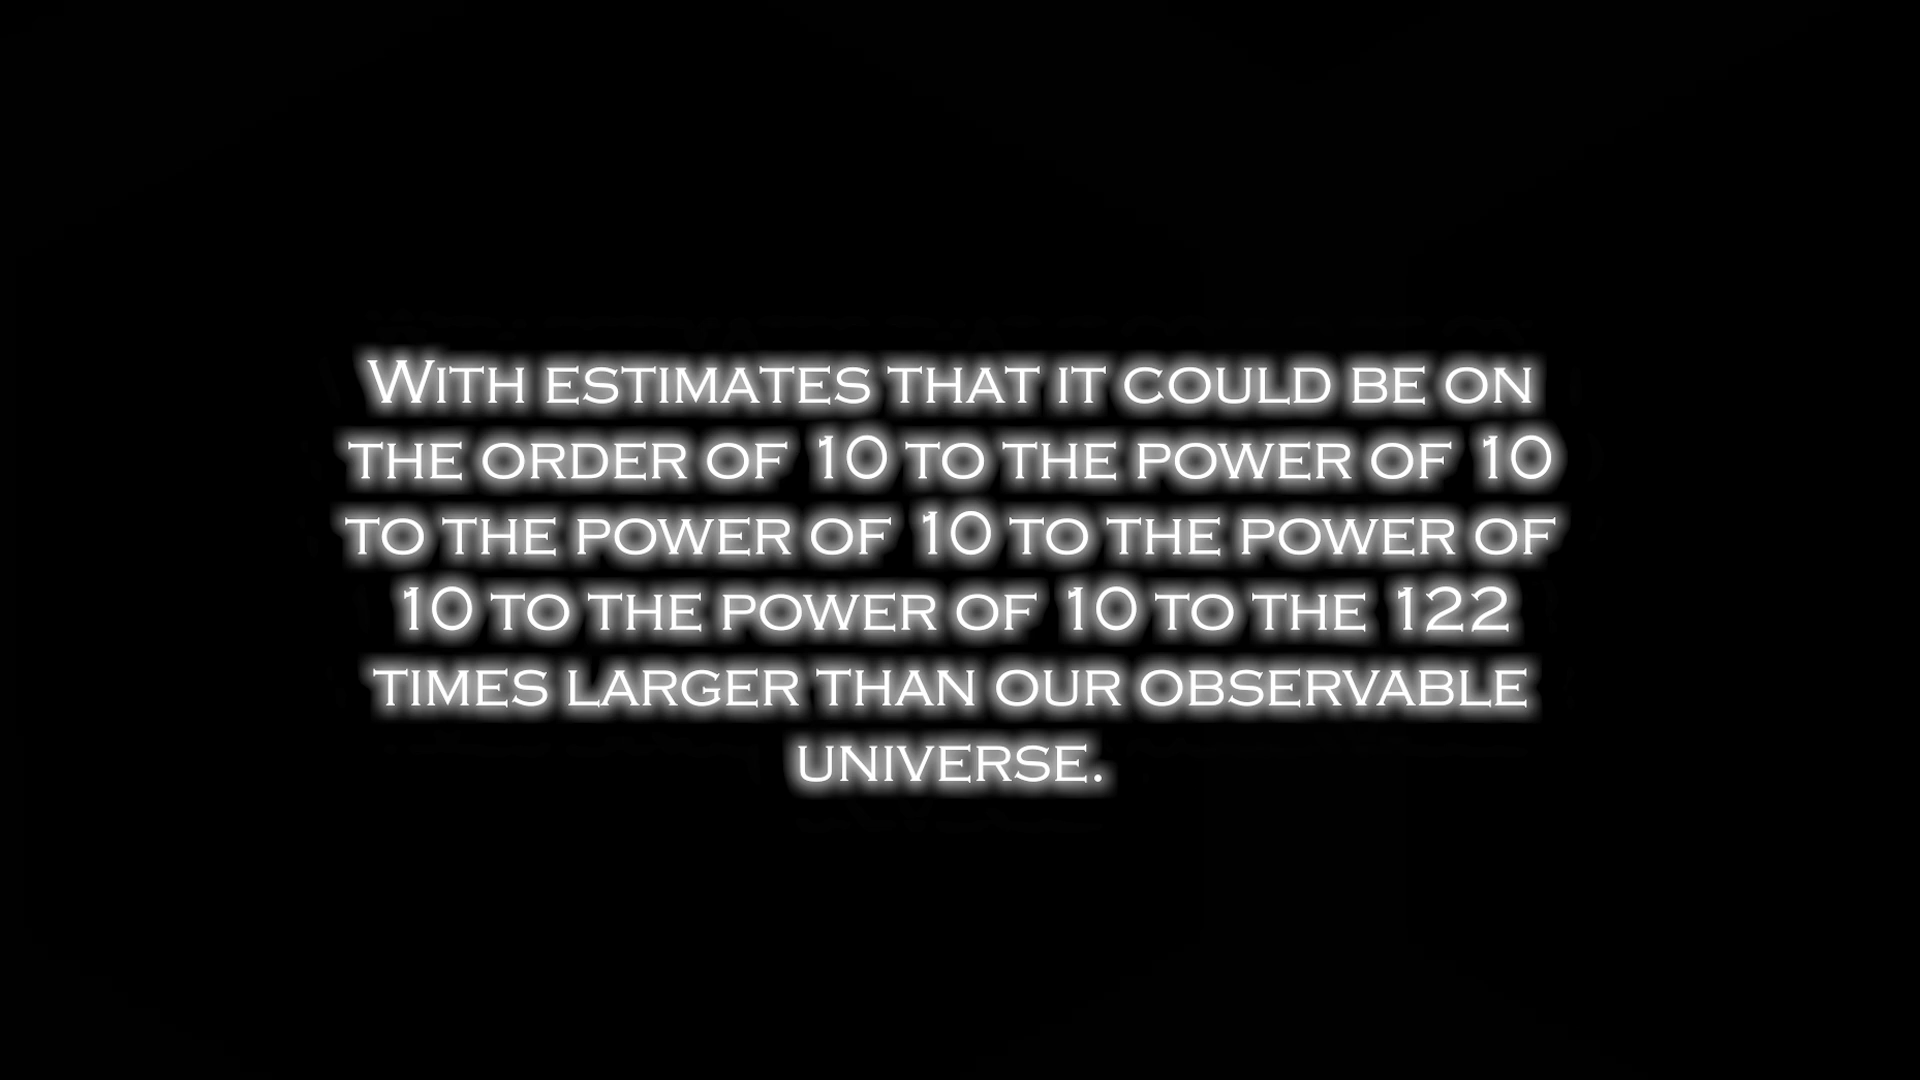 With estimates that it could be on
the order of 10 to the power of 10
to the power of 10 to the power of
10 to the power of 10 to the 122
times larger than our observable
universe.